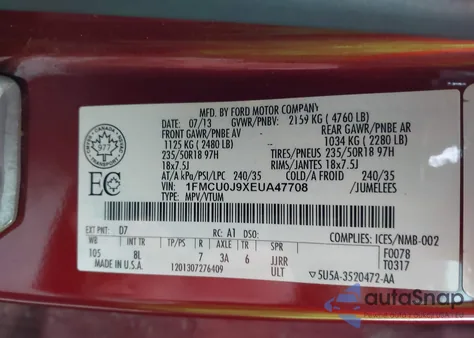 MFD. BY FORD MOTOR COMPANY
DATE: 07/13 GVWR/PNBV: 2159 KG ( 4760 LB)
FRONT GAWR/PNBE AV REAR GAWR/PNBE AR
1125 KG ( 2480 LB) 1034 KG ( 2280 LB)
235/50R18 97H TIRES/PNEUS 235/50R18 97H
18x7.5J RIMS/JANTES 18x7.5J
AT/A kPa/PSI/LPC 240/35 COLD/A FROID 240/35
VIN: 1FMCU0J9XEUA47708 /JUMELEES
TYPE: MPV/VTUM
CANADA
977
EC
EXT PNT: D7 RC: A1 DSO: COMPLIES: ICES/NMB-002
WB INT TR TP/PS R AXLE TR SPR F0078
105 8L 7 3A 6 JJRR T0317
MADE IN U.S.A. ULT
1201307276409 5U5A-3520472-AA
autoSnap